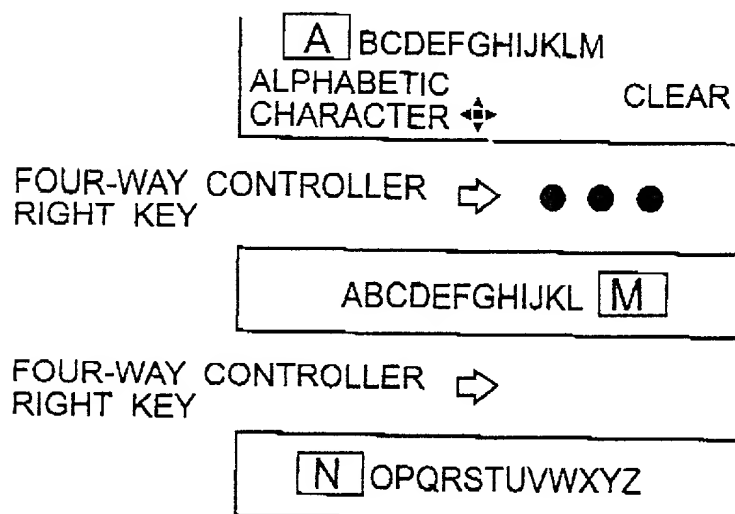 A BCDEFGHIJKLM
ALPHABETIC
CHARACTER CLEAR
FOUR-WAY CONTROLLER
RIGHT KEY
ABCDEFGHIJKL M
FOUR-WAY CONTROLLER
RIGHT KEY
N OPQRSTUVWXYZ